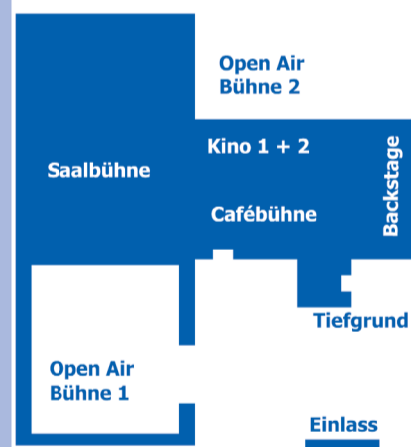 Open Air
Bühne 2
Kino 1 + 2
Backstage
Saalbühne
Cafébühne
Tiefgrund
Open Air
Bühne 1
Einlass